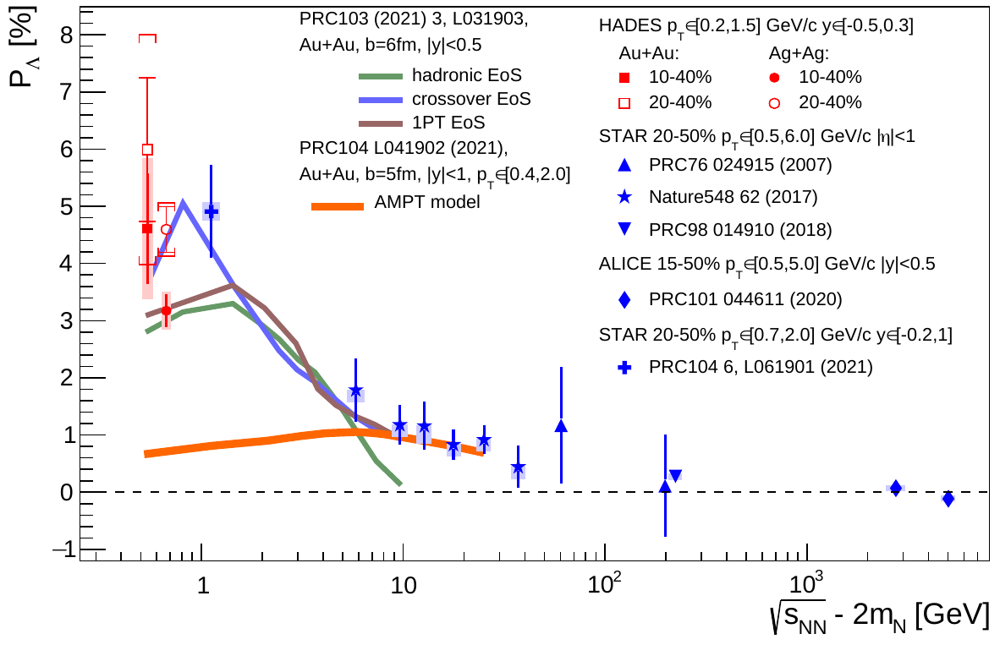 P_Λ [%]
8
7
6
5
4
3
2
1
0
−1
PRC103 (2021) 3, L031903,
Au+Au, b=6fm, |y|<0.5
hadronic EoS
crossover EoS
1PT EoS
PRC104 L041902 (2021),
Au+Au, b=5fm, |y|<1, p_T∈[0.4,2.0]
AMPT model
HADES p_T∈[0.2,1.5] GeV/c y∈[-0.5,0.3]
Au+Au: Ag+Ag:
10-40% 10-40%
20-40% 20-40%
STAR 20-50% p_T∈[0.5,6.0] GeV/c |η|<1
PRC76 024915 (2007)
Nature548 62 (2017)
PRC98 014910 (2018)
ALICE 15-50% p_T∈[0.5,5.0] GeV/c |y|<0.5
PRC101 044611 (2020)
STAR 20-50% p_T∈[0.7,2.0] GeV/c y∈[-0.2,1]
PRC104 6, L061901 (2021)
1 10 10² 10³
√s_NN - 2m_N [GeV]